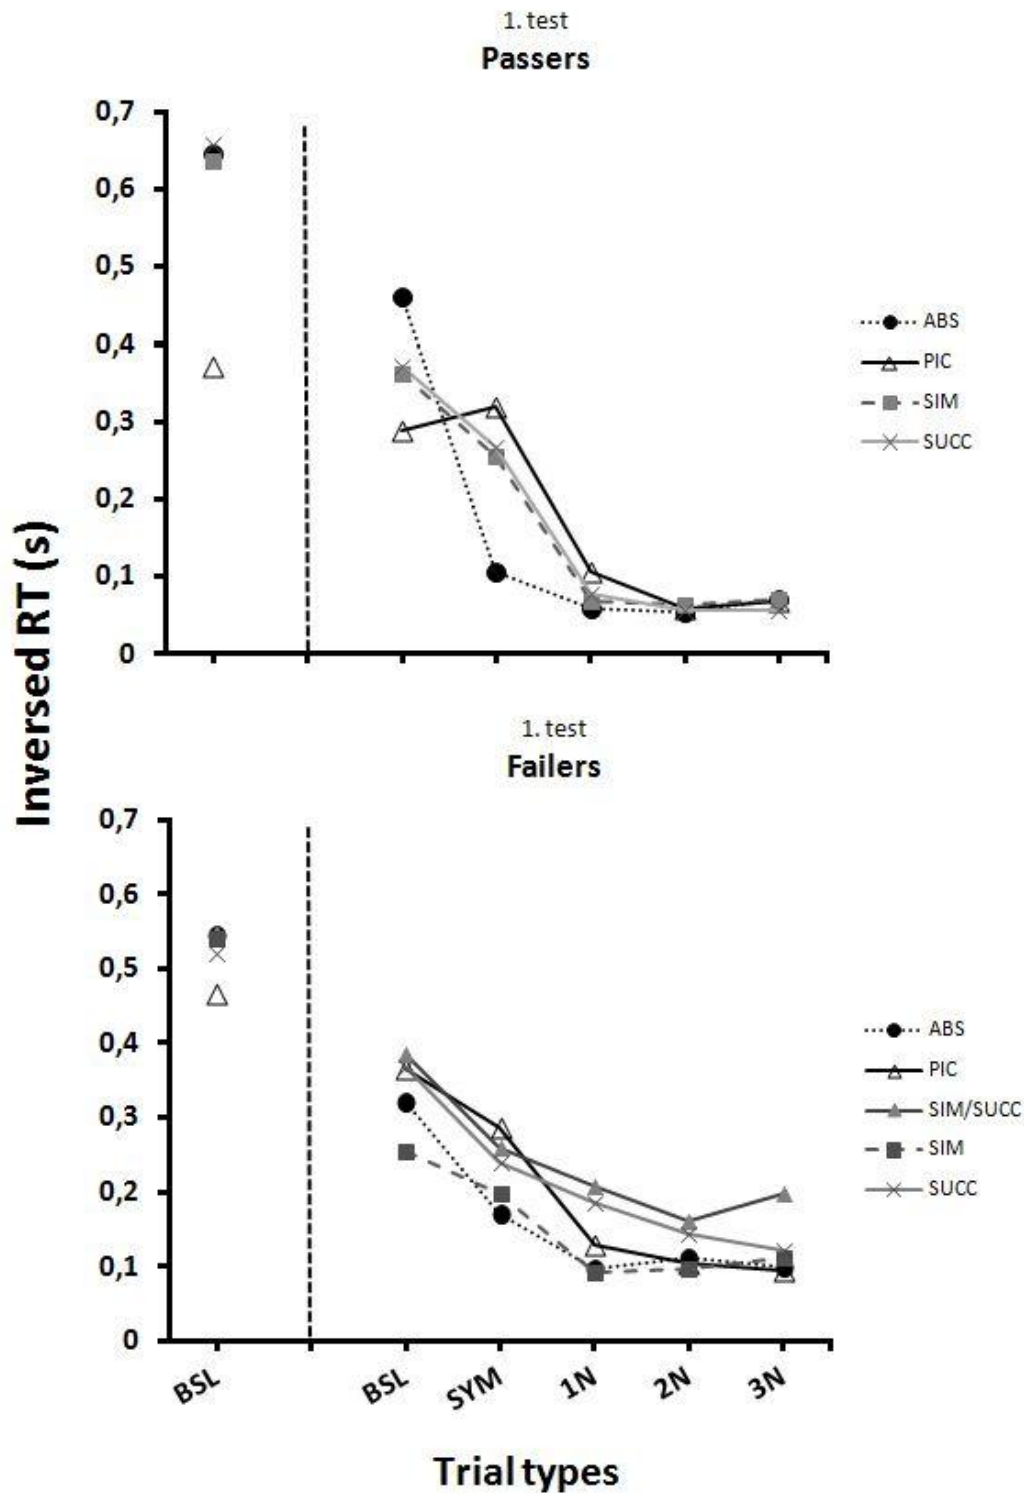 1. test
Passers
0,7
0,6
0,5
0,4
0,3
0,2
0,1
0
ABS
PIC
SIM
SUCC
Inversed RT (s)
1. test
Failers
0,7
0,6
0,5
0,4
0,3
0,2
0,1
0
ABS
PIC
SIM/SUCC
SIM
SUCC
BSL
BSL
SYM
1N
2N
3N
Trial types